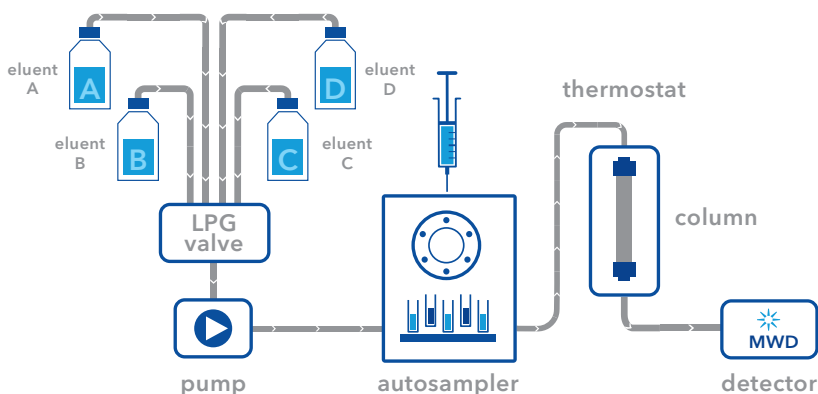 eluent
A
A
eluent
B
B
D
eluent
D
C
eluent
C
LPG
valve
pump
autosampler
thermostat
column
MWD
detector